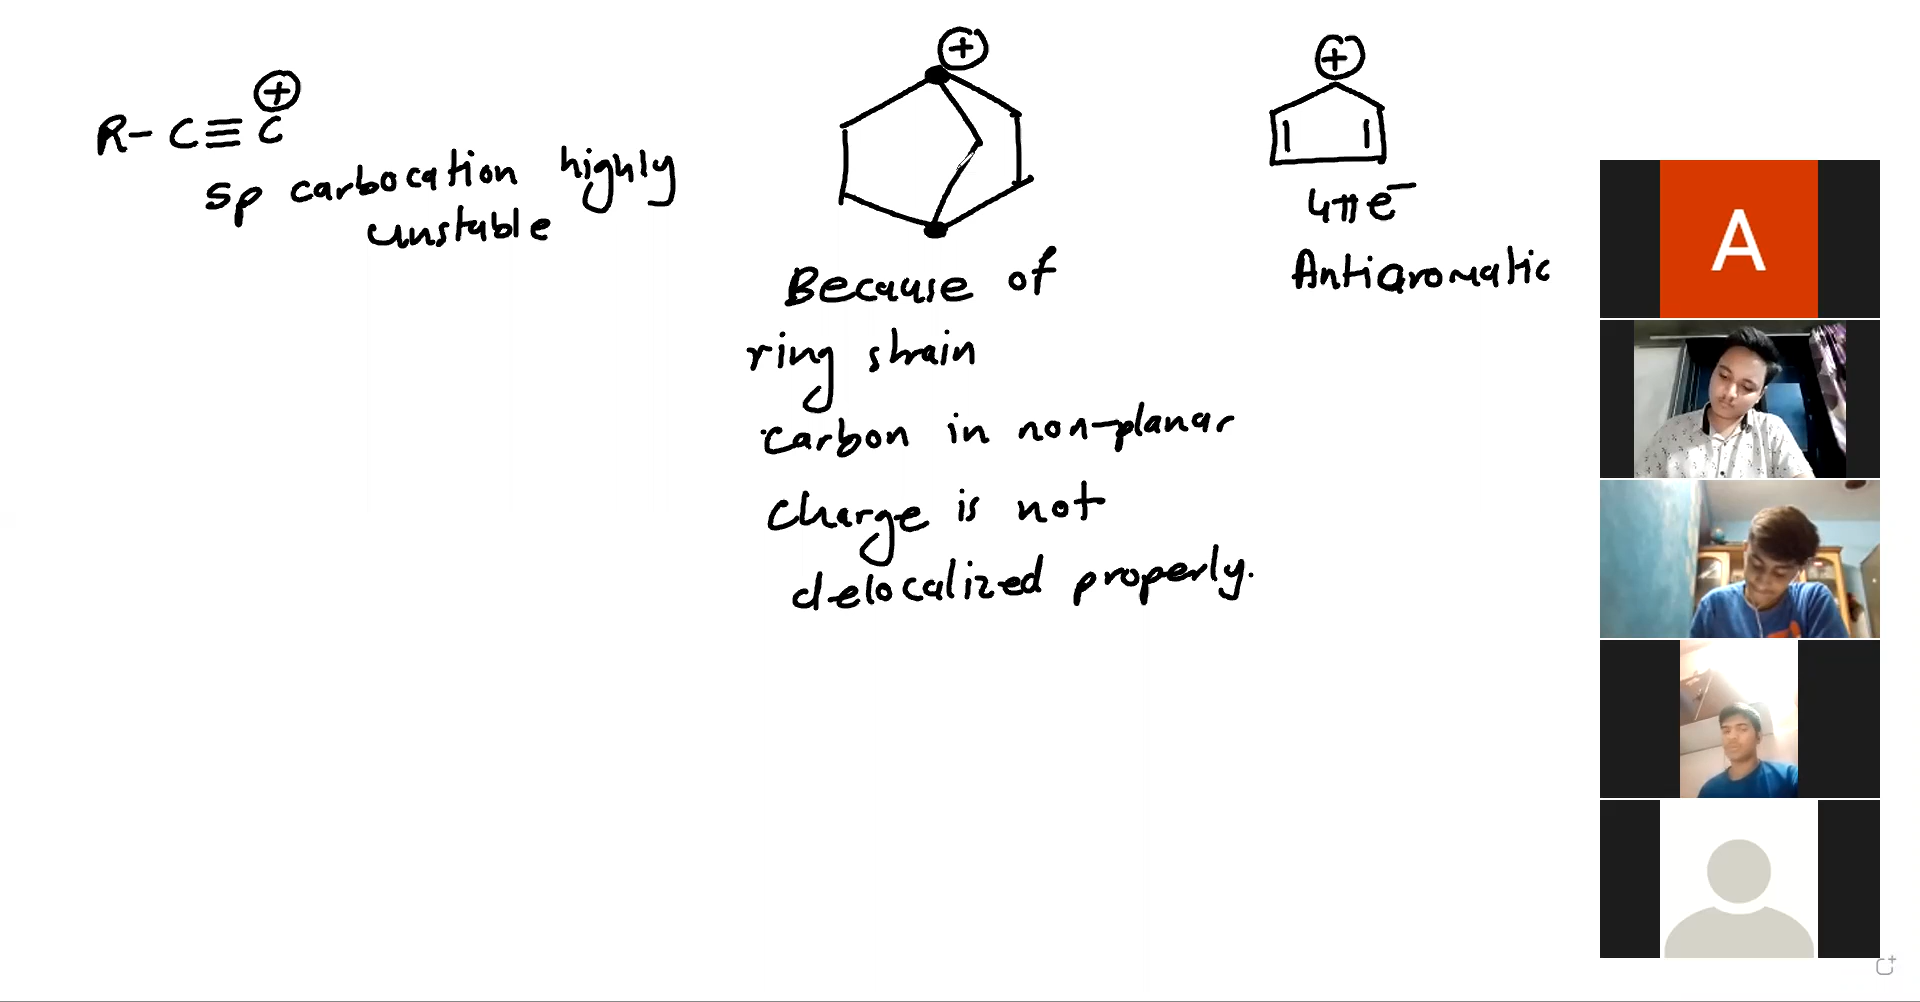 R-C≡C⊕
sp carbocation highly
unstable
⊕
Because of
ring strain
carbon in non-planar
charge is not
delocalized properly.
⊕
4πe⁻
Antiaromatic
A